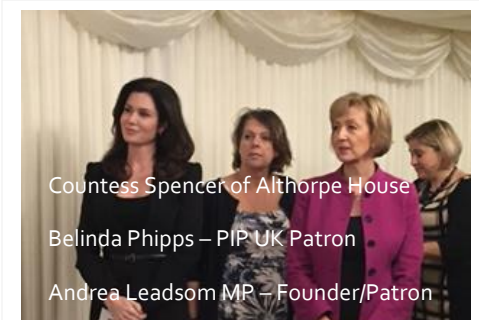 Countess Spencer of Althorpe House
Belinda Phipps – PIP UK Patron
Andrea Leadsom MP – Founder/Patron